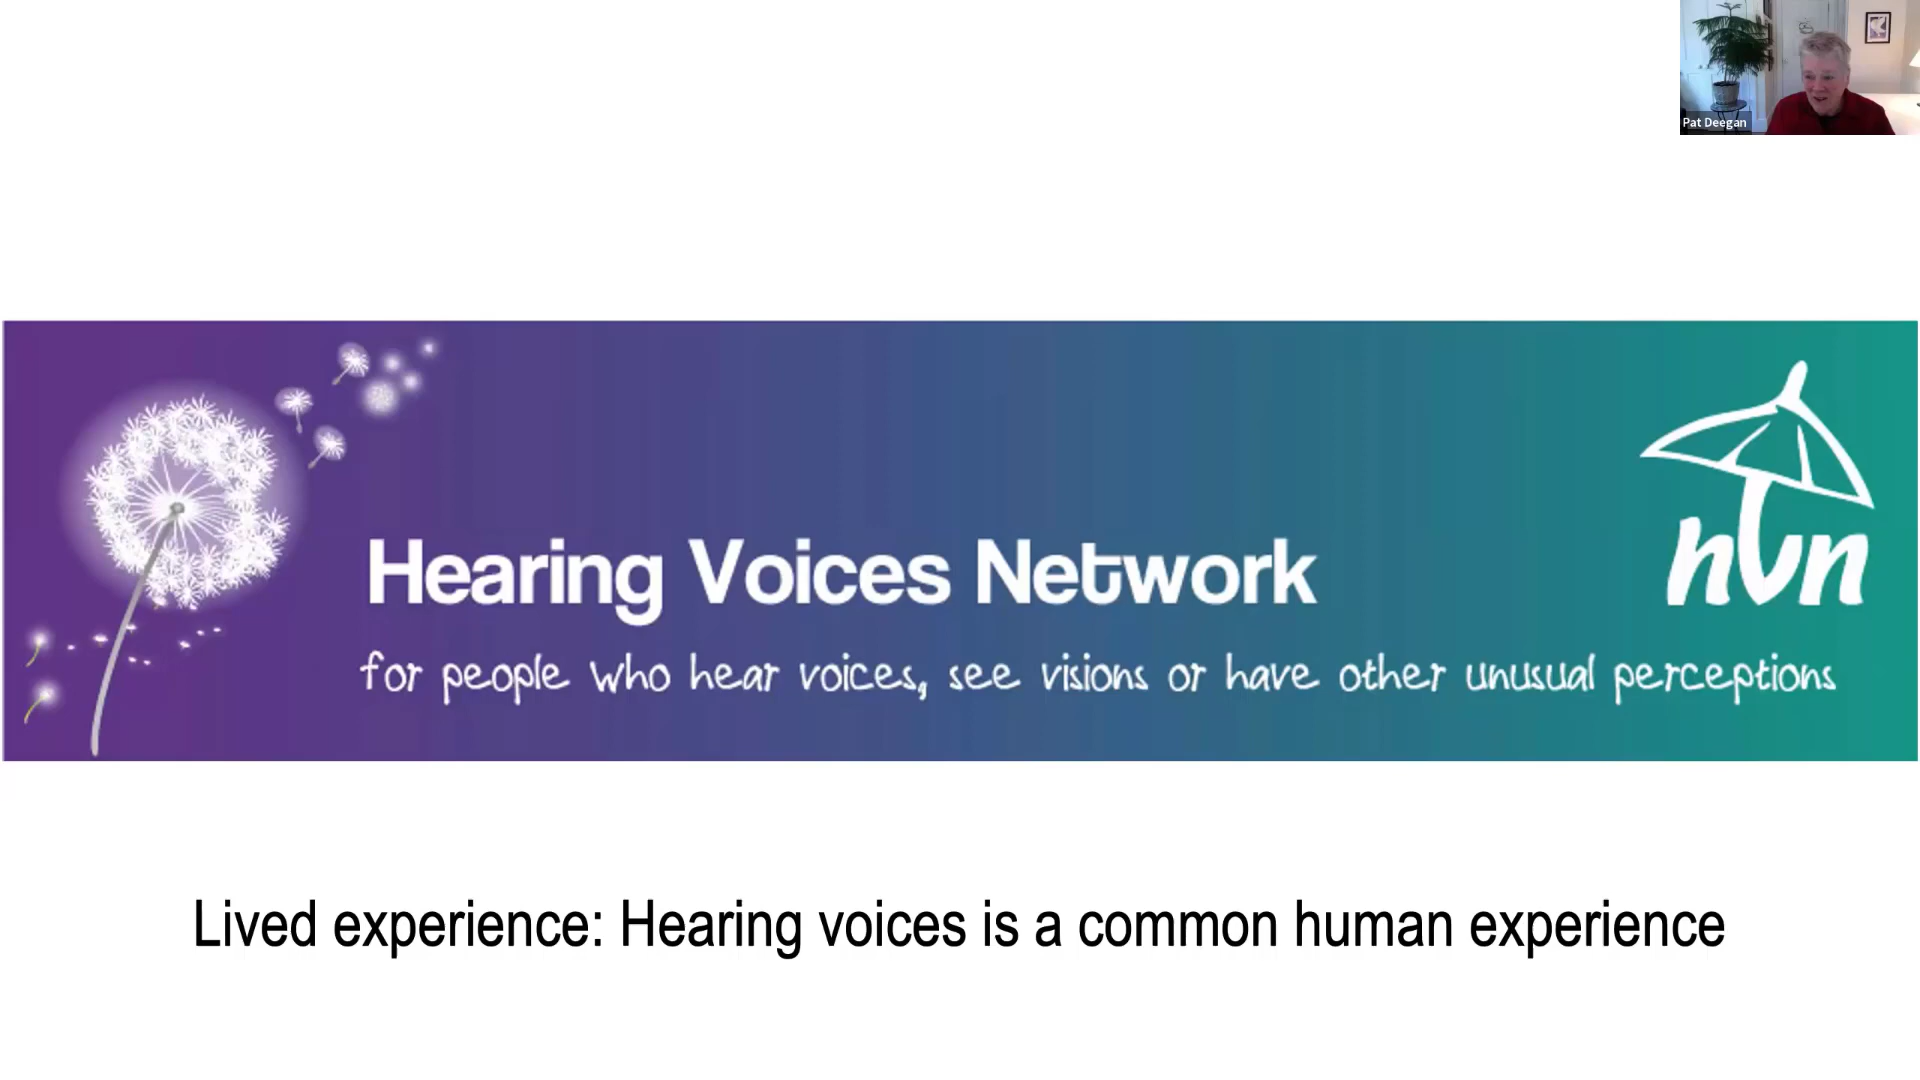 Pat Deegan
Hearing Voices Network
for people who hear voices, see visions or have other unusual perceptions
hvn
Lived experience: Hearing voices is a common human experience